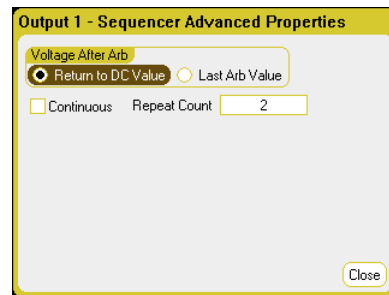 Output 1 - Sequencer Advanced Properties
Voltage After Arb
Return to DC Value Last Arb Value
Continuous Repeat Count 2
Close